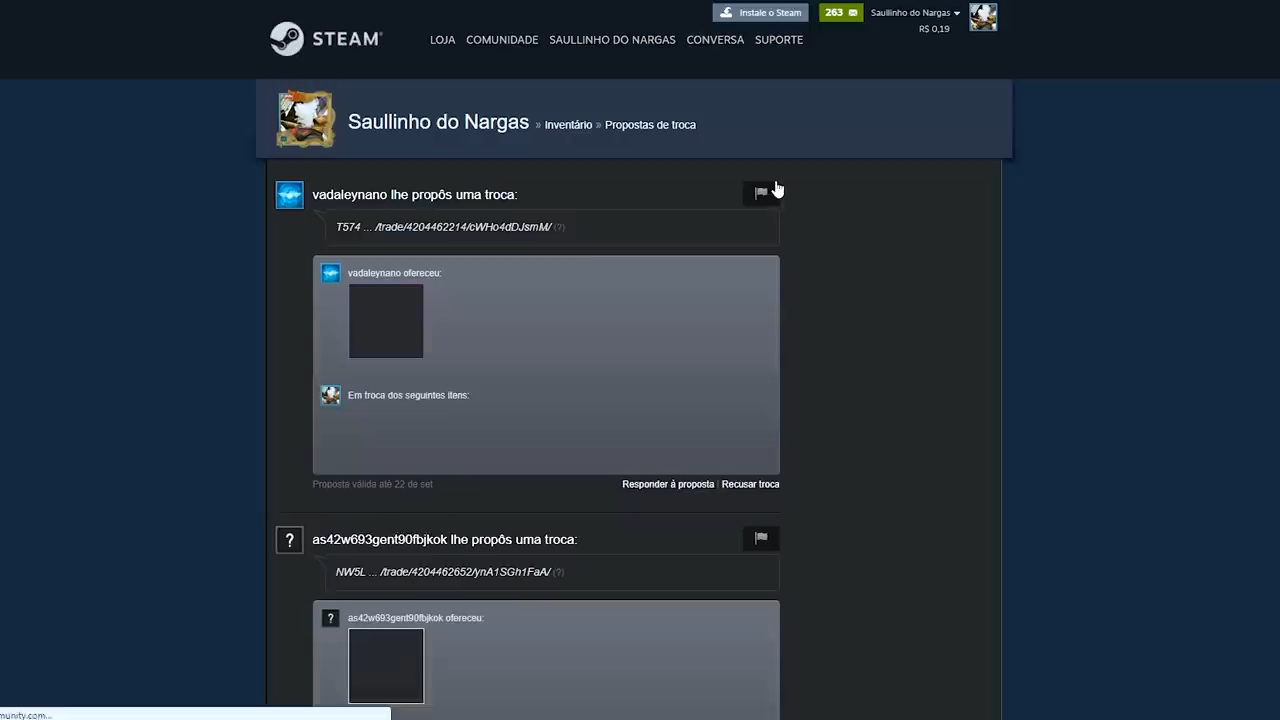 Instale o Steam
263
Saullinho do Nargas
R$ 0,19
STEAM
LOJA COMUNIDADE SAULLINHO DO NARGAS CONVERSA SUPORTE
Saullinho do Nargas » Inventário » Propostas de troca
vadaleynano lhe propôs uma troca:
T574 ... /trade/4204462214/cWHo4dDJsmM/ (?)
vadaleynano ofereceu:
Em troca dos seguintes itens:
Proposta válida até 22 de set
Responder à proposta | Recusar troca
? as42w693gent90fbjkok lhe propôs uma troca:
NW5L ... /trade/4204462652/ynA1SGh1FaA/ (?)
? as42w693gent90fbjkok ofereceu:
munity.com...